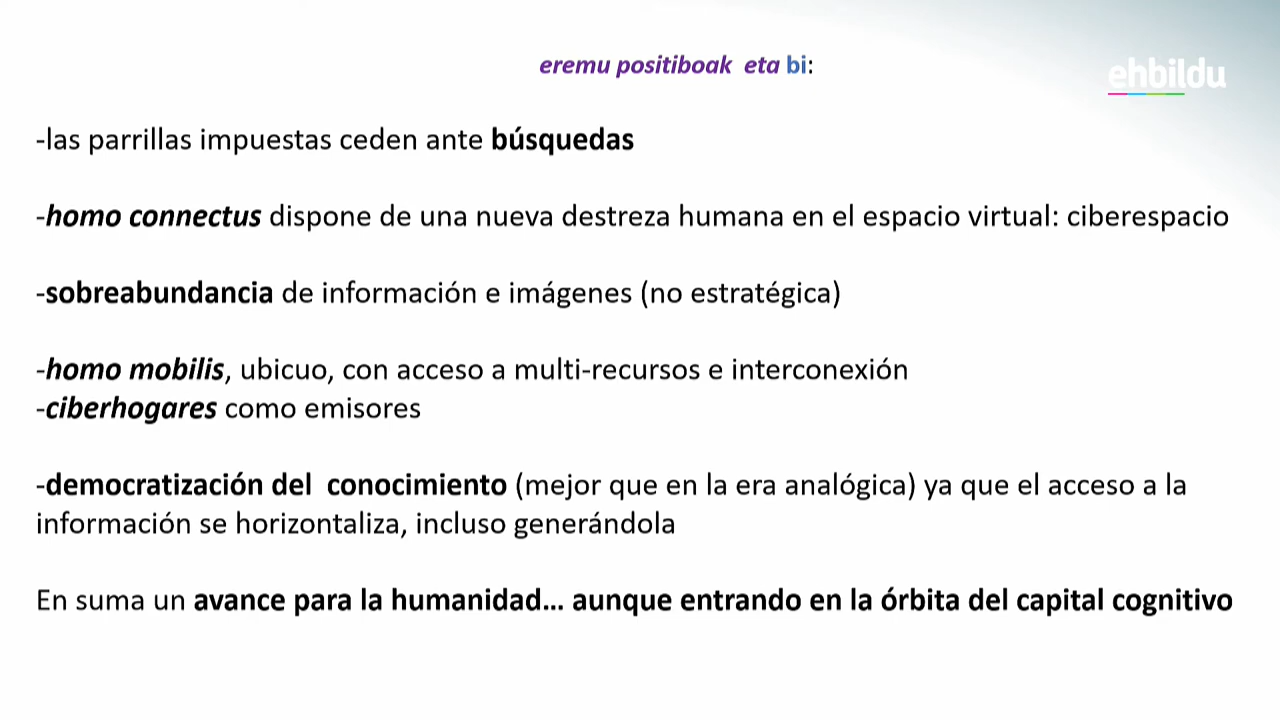 eremu positiboak eta bi:
ehbildu
-las parrillas impuestas ceden ante búsquedas
-homo connectus dispone de una nueva destreza humana en el espacio virtual: ciberespacio
-sobreabundancia de información e imágenes (no estratégica)
-homo mobilis, ubicuo, con acceso a multi-recursos e interconexión
-ciberhogares como emisores
-democratización del conocimiento (mejor que en la era analógica) ya que el acceso a la
información se horizontaliza, incluso generándola
En suma un avance para la humanidad... aunque entrando en la órbita del capital cognitivo